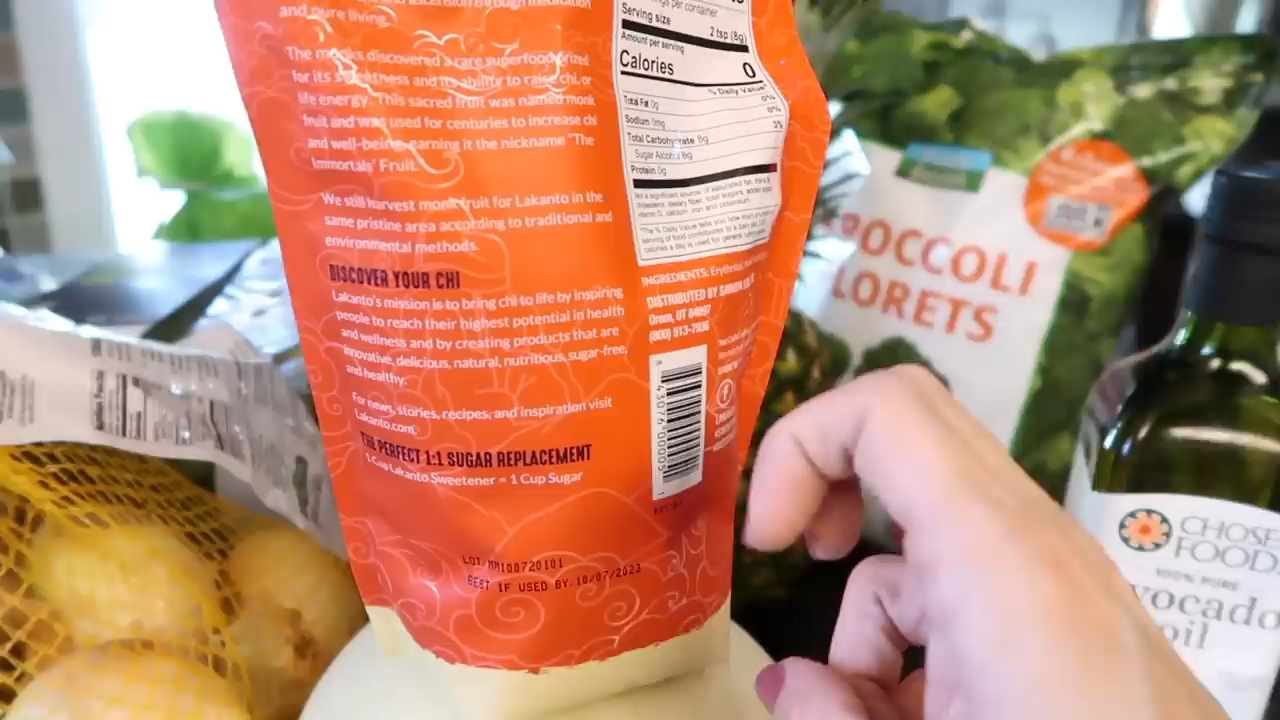 and pure living.
The monks discovered a rare superfood prized
for its sweetness and its ability to raise chi, or
life energy. This sacred fruit was named monk
fruit and was used for centuries to increase chi
and well-being, earning it the nickname "The
Immortals' Fruit.
We still harvest monk fruit for Lakanto in the
same pristine area according to traditional and
environmental methods.
DISCOVER YOUR CHI
Lakanto's mission is to bring chi to life by inspiring
people to reach their highest potential in health
and wellness and by creating products that are
innovative, delicious, natural, nutritious, sugar-free,
and healthy.
For news, stories, recipes, and inspiration visit
Lakanto.com.
THE PERFECT 1:1 SUGAR REPLACEMENT
1 Cup Lakanto Sweetener = 1 Cup Sugar
LOT MM100720101
BEST IF USED BY 10/07/2023
per container
Serving size 2 tsp (8g)
Amount per serving
Calories 0
% Daily Value*
Total Fat 0g 0%
Sodium 0mg 0%
Total Carbohydrate 8g 3%
Sugar Alcohol 8g
Protein 0g
INGREDIENTS: Erythritol
DISTRIBUTED BY
Orem, UT 84097
(800) 513-7936
BROCCOLI
LORETS
CHOSE
FOOD
100% PURE
vocado
oil